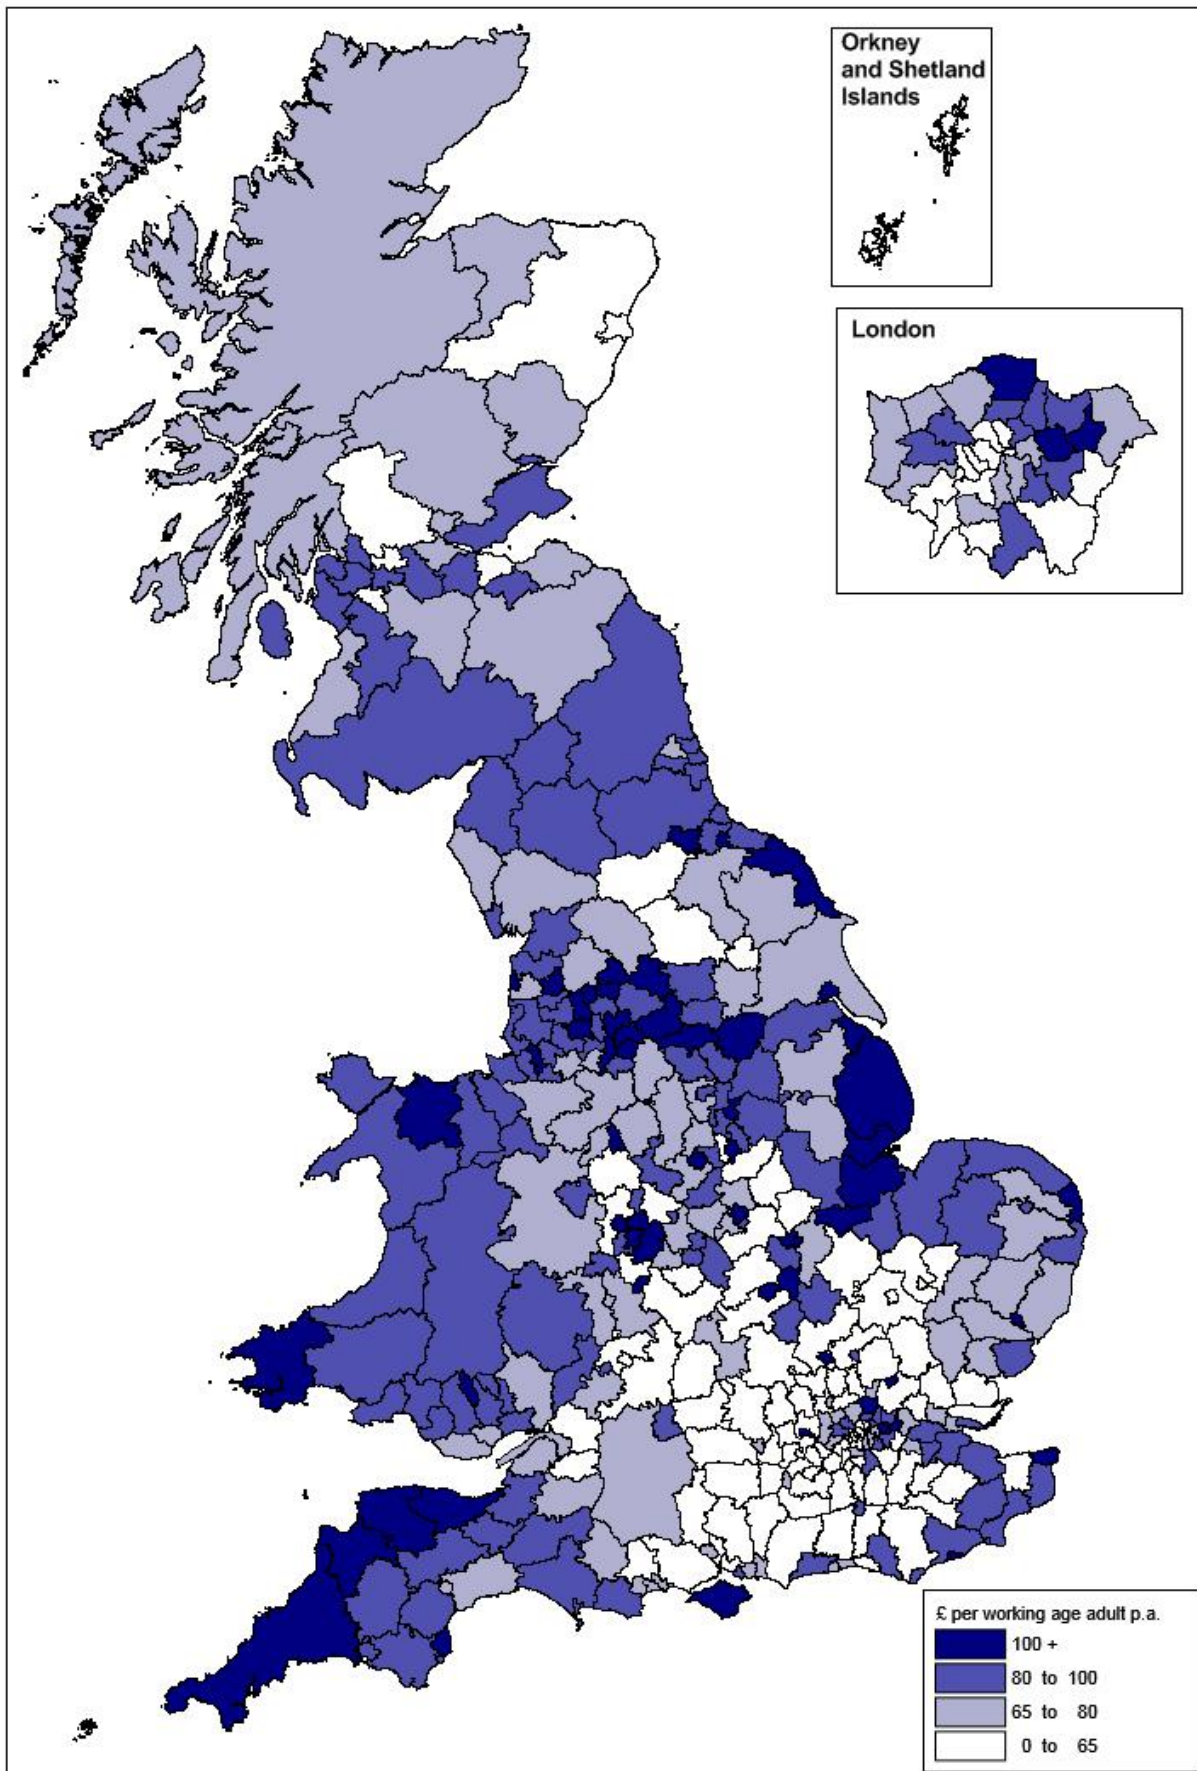 Orkney
and Shetland
Islands
London
£ per working age adult p.a.
100 +
80 to 100
65 to 80
0 to 65